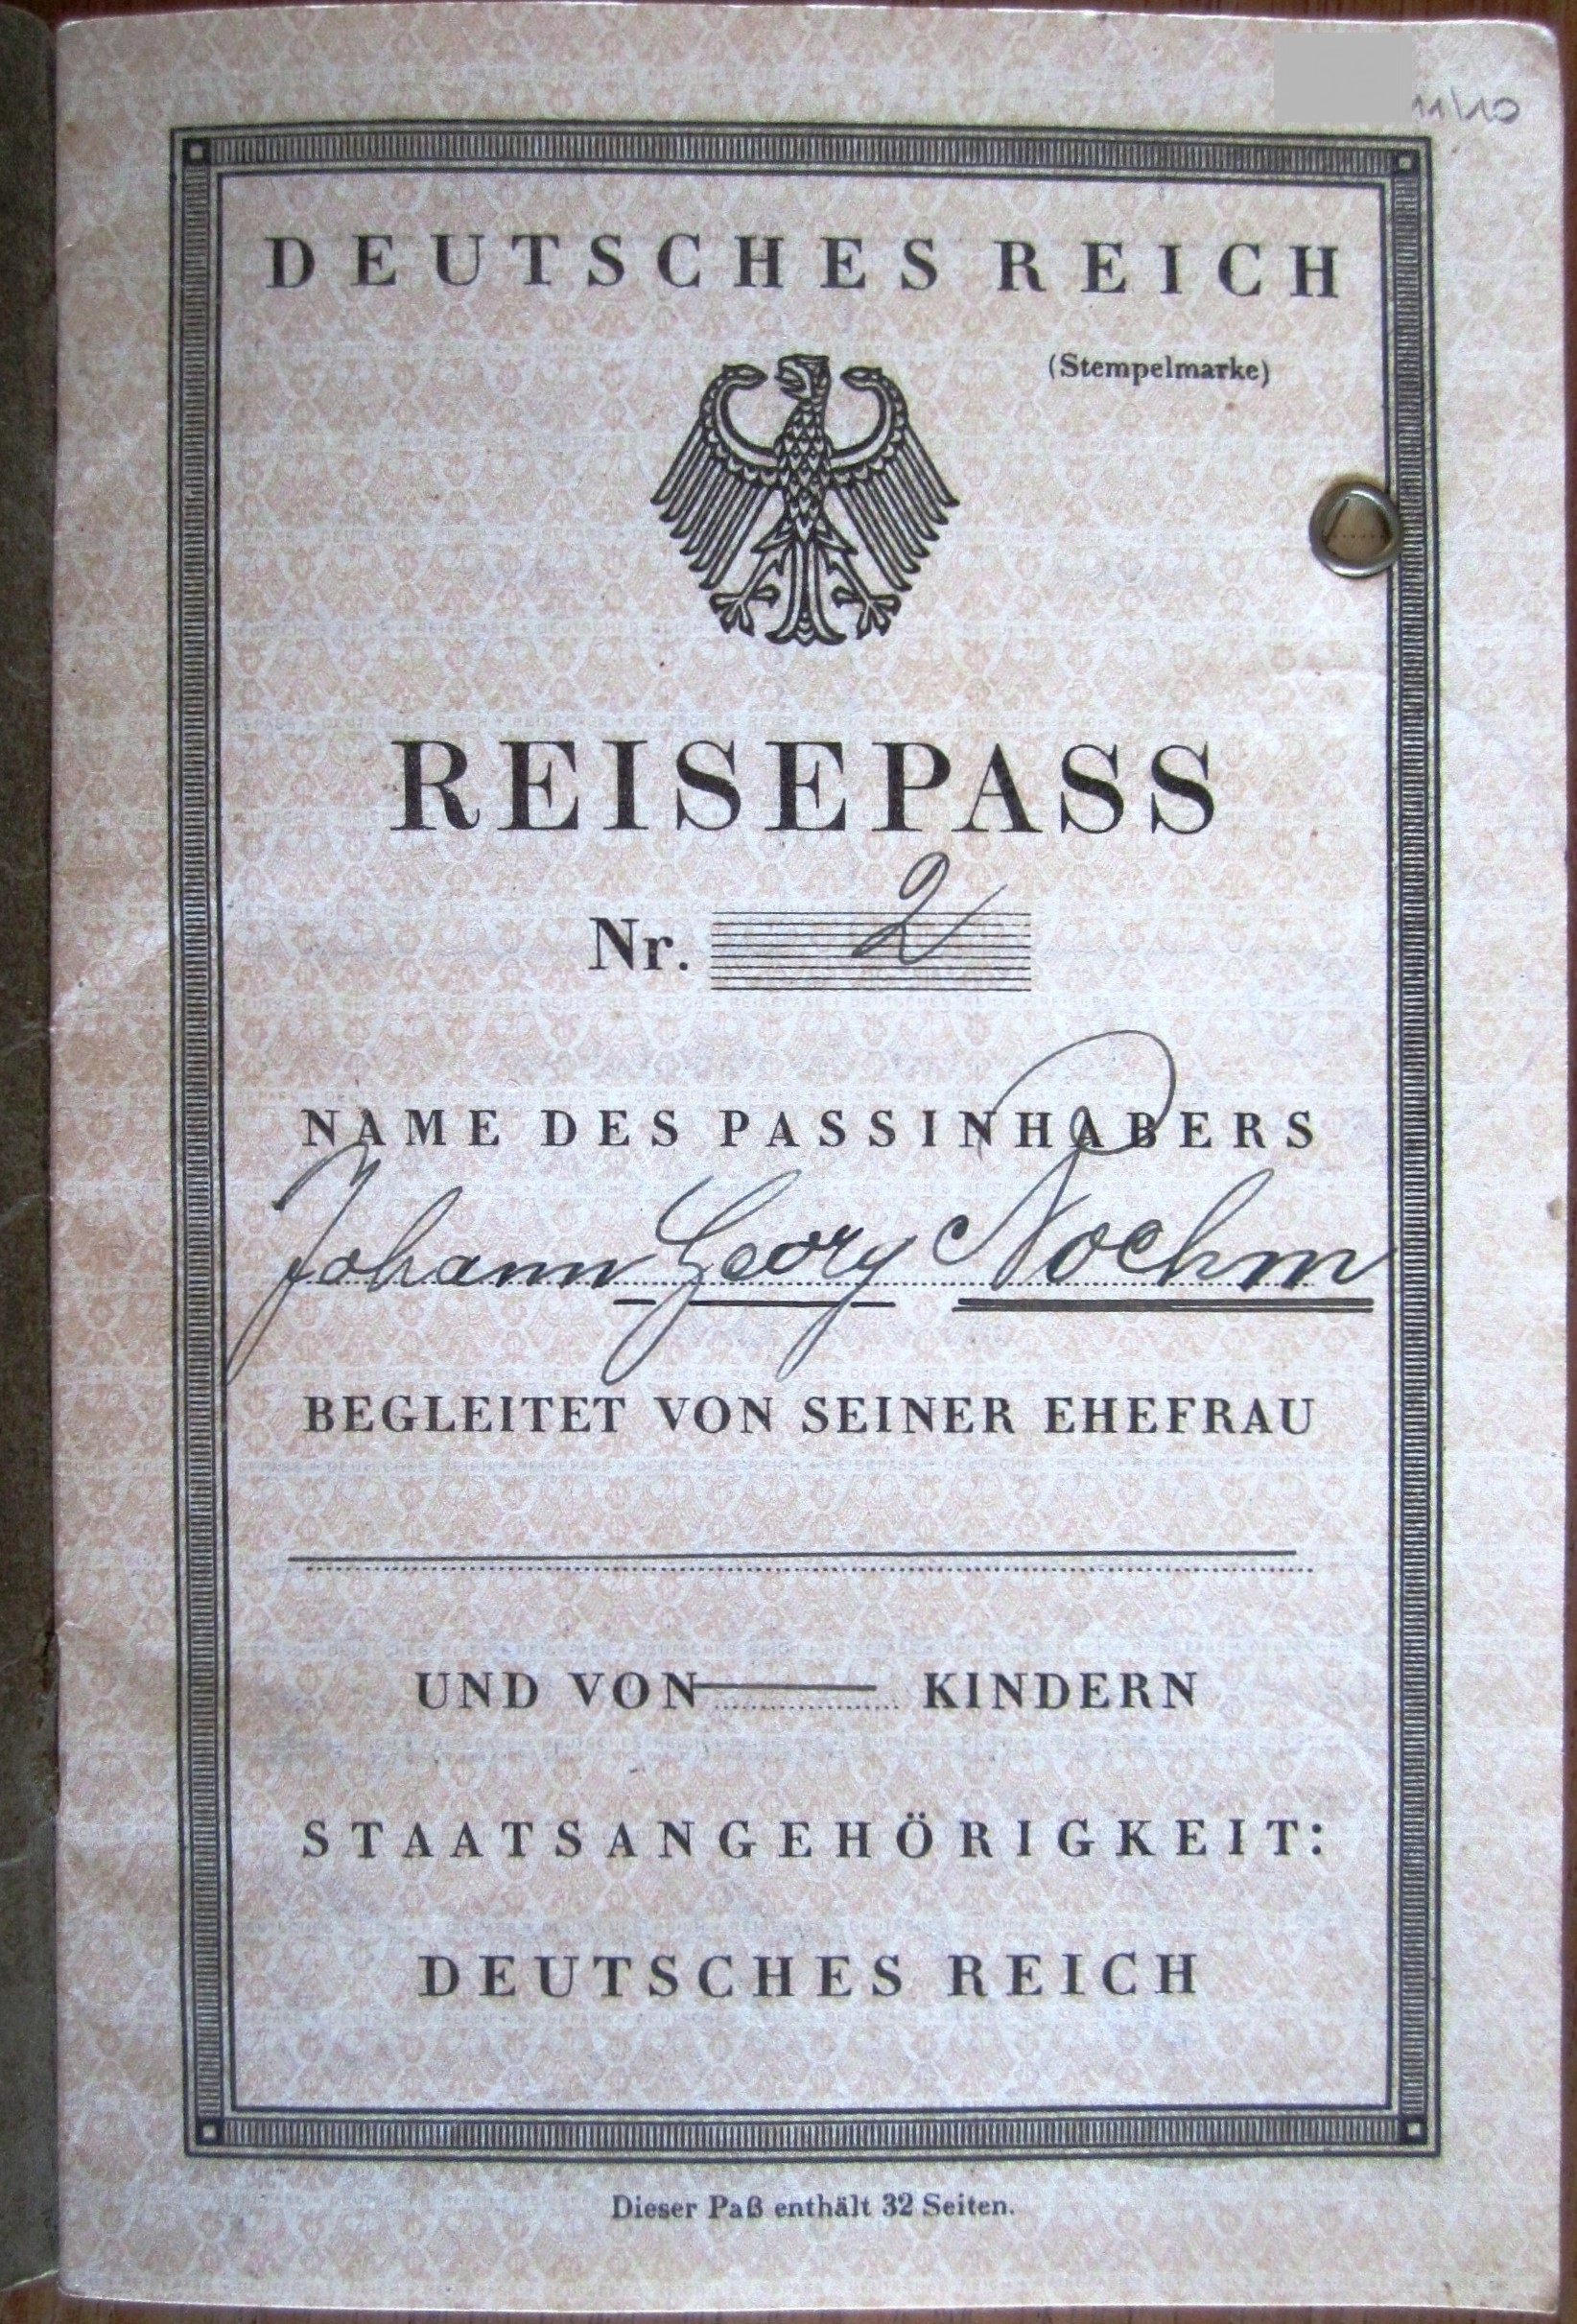 11/10
DEUTSCHES REICH
(Stempelmarke)
REISEPASS
Nr. 2
NAME DES PASSINHABERS
Johann Georg Noehm
BEGLEITET VON SEINER EHEFRAU
UND VON KINDERN
STAATSANGEHÖRIGKEIT:
DEUTSCHES REICH
Dieser Paß enthält 32 Seiten.